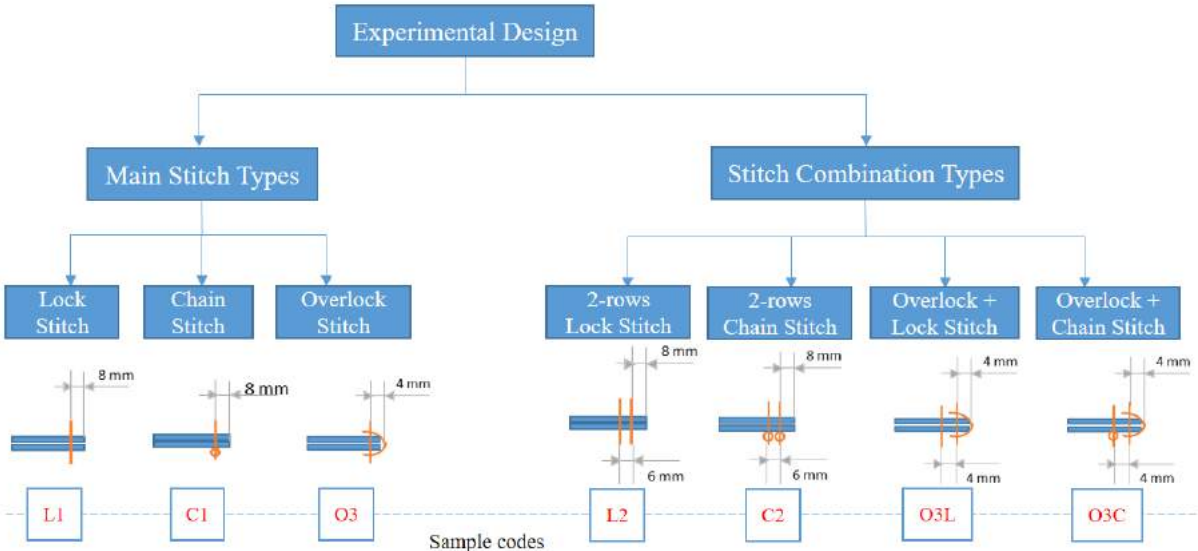 Experimental Design
Main Stitch Types
Stitch Combination Types
Lock
Stitch
Chain
Stitch
Overlock
Stitch
2-rows
Lock Stitch
2-rows
Chain Stitch
Overlock +
Lock Stitch
Overlock +
Chain Stitch
8 mm
8 mm
4 mm
8 mm
8 mm
4 mm
4 mm
6 mm
6 mm
4 mm
4 mm
L1
C1
O3
L2
C2
O3L
O3C
Sample codes